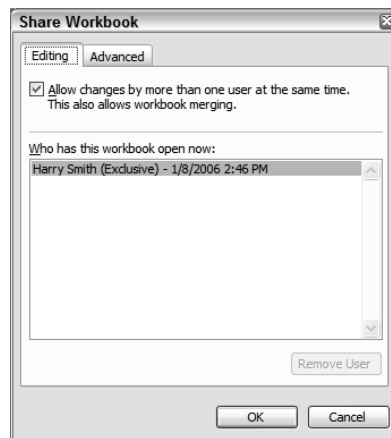 Share Workbook
Editing Advanced
Allow changes by more than one user at the same time.
This also allows workbook merging.
Who has this workbook open now:
Harry Smith (Exclusive) - 1/8/2006 2:46 PM
Remove User
OK Cancel